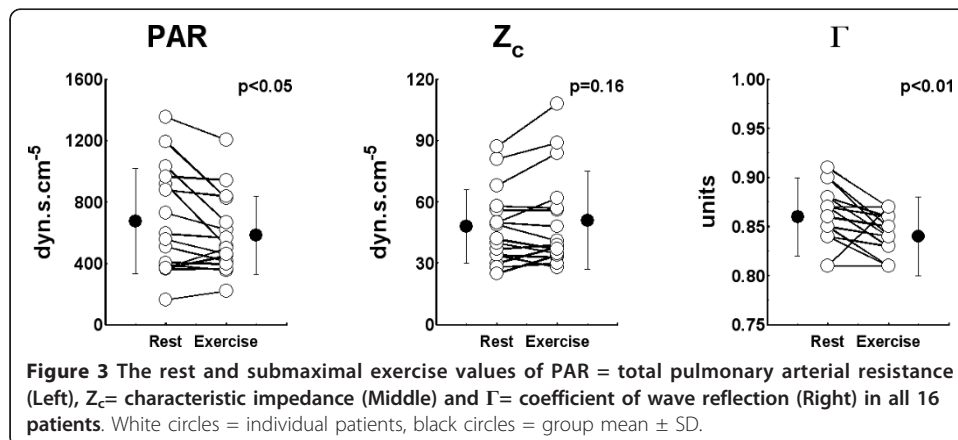 PAR
Z_c
Γ
p<0.05
p=0.16
p<0.01
1600
1200
800
400
0
dyn.s.cm⁻⁵
Rest Exercise
120
90
60
30
0
dyn.s.cm⁻⁵
Rest Exercise
1.00
0.95
0.90
0.85
0.80
0.75
units
Rest Exercise
Figure 3 The rest and submaximal exercise values of PAR = total pulmonary arterial resistance
(Left), Z_c= characteristic impedance (Middle) and Γ= coefficient of wave reflection (Right) in all 16
patients. White circles = individual patients, black circles = group mean ± SD.